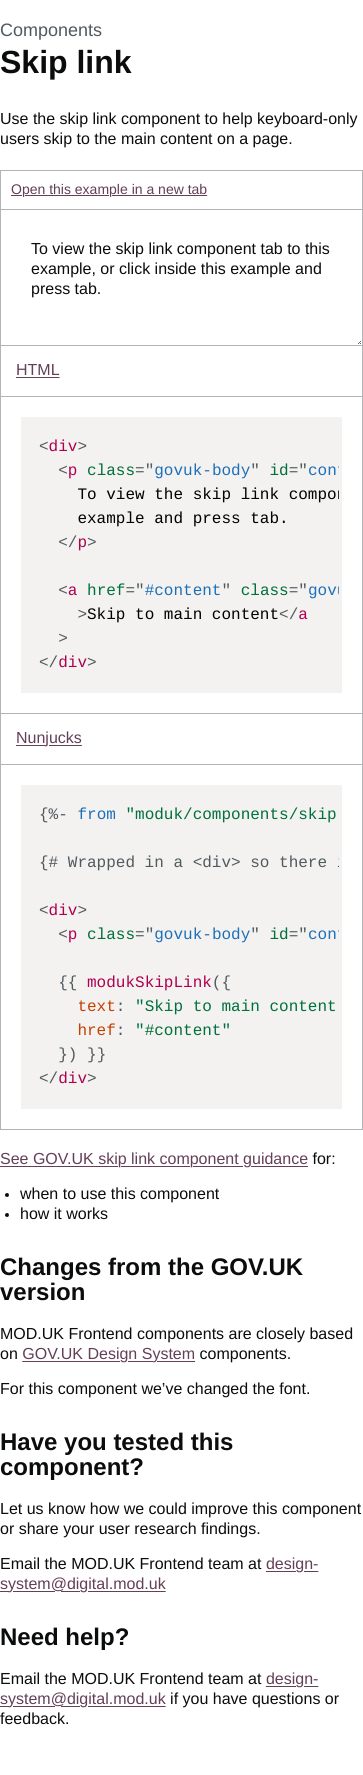 Components
Skip link
Use the skip link component to help keyboard-only
users skip to the main content on a page.
Open this example in a new tab
To view the skip link component tab to this
example, or click inside this example and
press tab.
HTML
<div>
  <p class="govuk-body" id="cont
    To view the skip link compon
    example and press tab.
  </p>

  <a href="#content" class="govu
    >Skip to main content</a
  >
</div>
Nunjucks
{%- from "moduk/components/skip

{# Wrapped in a <div> so there

<div>
  <p class="govuk-body" id="cont

  {{ modukSkipLink({
    text: "Skip to main content
    href: "#content"
  }) }}
</div>
See GOV.UK skip link component guidance for:
• when to use this component
• how it works
Changes from the GOV.UK
version
MOD.UK Frontend components are closely based
on GOV.UK Design System components.
For this component we’ve changed the font.
Have you tested this
component?
Let us know how we could improve this component
or share your user research findings.
Email the MOD.UK Frontend team at design-
system@digital.mod.uk
Need help?
Email the MOD.UK Frontend team at design-
system@digital.mod.uk if you have questions or
feedback.